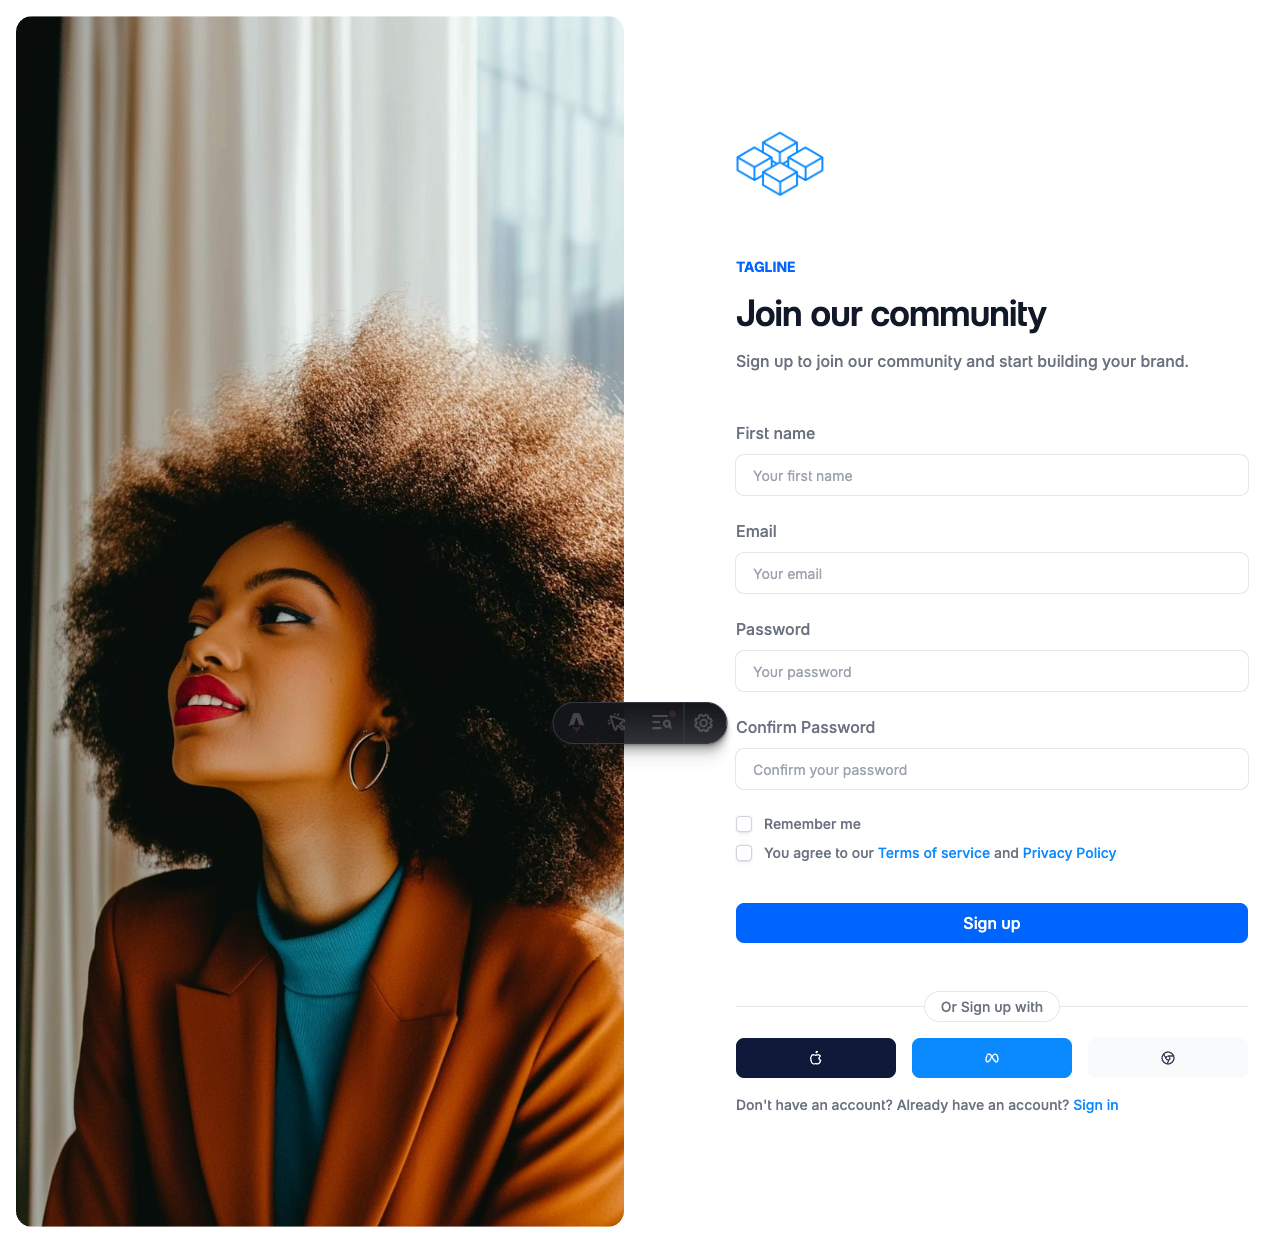 TAGLINE
Join our community
Sign up to join our community and start building your brand.
First name
Your first name
Email
Your email
Password
Your password
Confirm Password
Confirm your password
Remember me
You agree to our Terms of service and Privacy Policy
Sign up
Or Sign up with
Don't have an account? Already have an account? Sign in